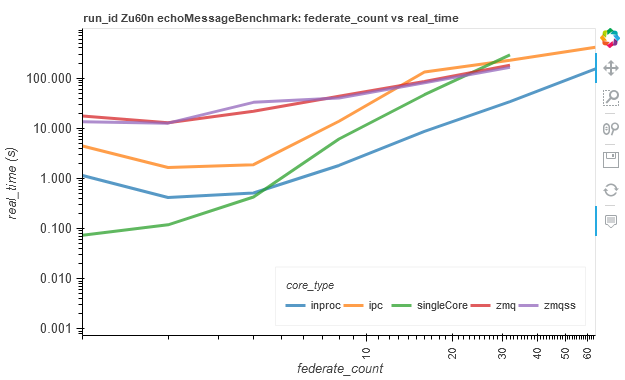 run_id Zu60n echoMessageBenchmark: federate_count vs real_time
real_time (s)
100.000
10.000
1.000
0.100
0.010
0.001
core_type
inproc ipc singleCore zmq zmqss
10 20 30 40 50 60
federate_count